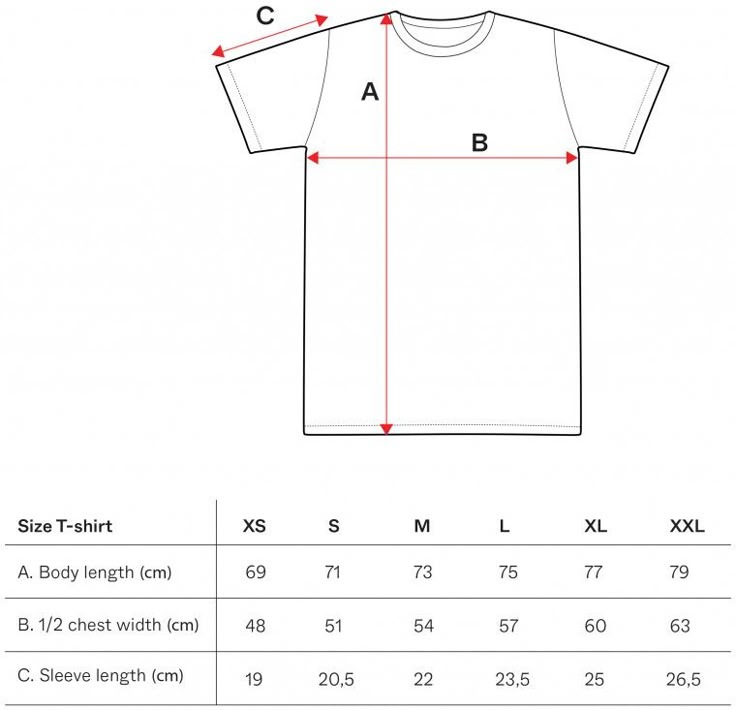 C
A
B
Size T-shirt XS S M L XL XXL
A. Body length (cm) 69 71 73 75 77 79
B. 1/2 chest width (cm) 48 51 54 57 60 63
C. Sleeve length (cm) 19 20,5 22 23,5 25 26,5